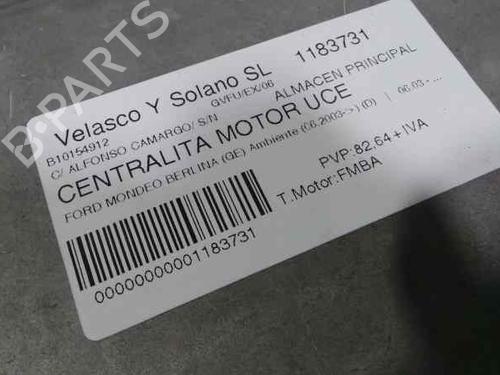 B-PARTS
Velasco Y Solano SL 1183731
B10154912 GVFU/EX/06
C/ ALFONSO CAMARGO/ S/N ALMACEN PRINCIPAL
CENTRALITA MOTOR UCE
FORD MONDEO BERLINA (GE) Ambiente (06.2003->) (D) | 06.03 - ...
PVP: 82,64 + IVA
T.Motor: FMBA
00000000001183731